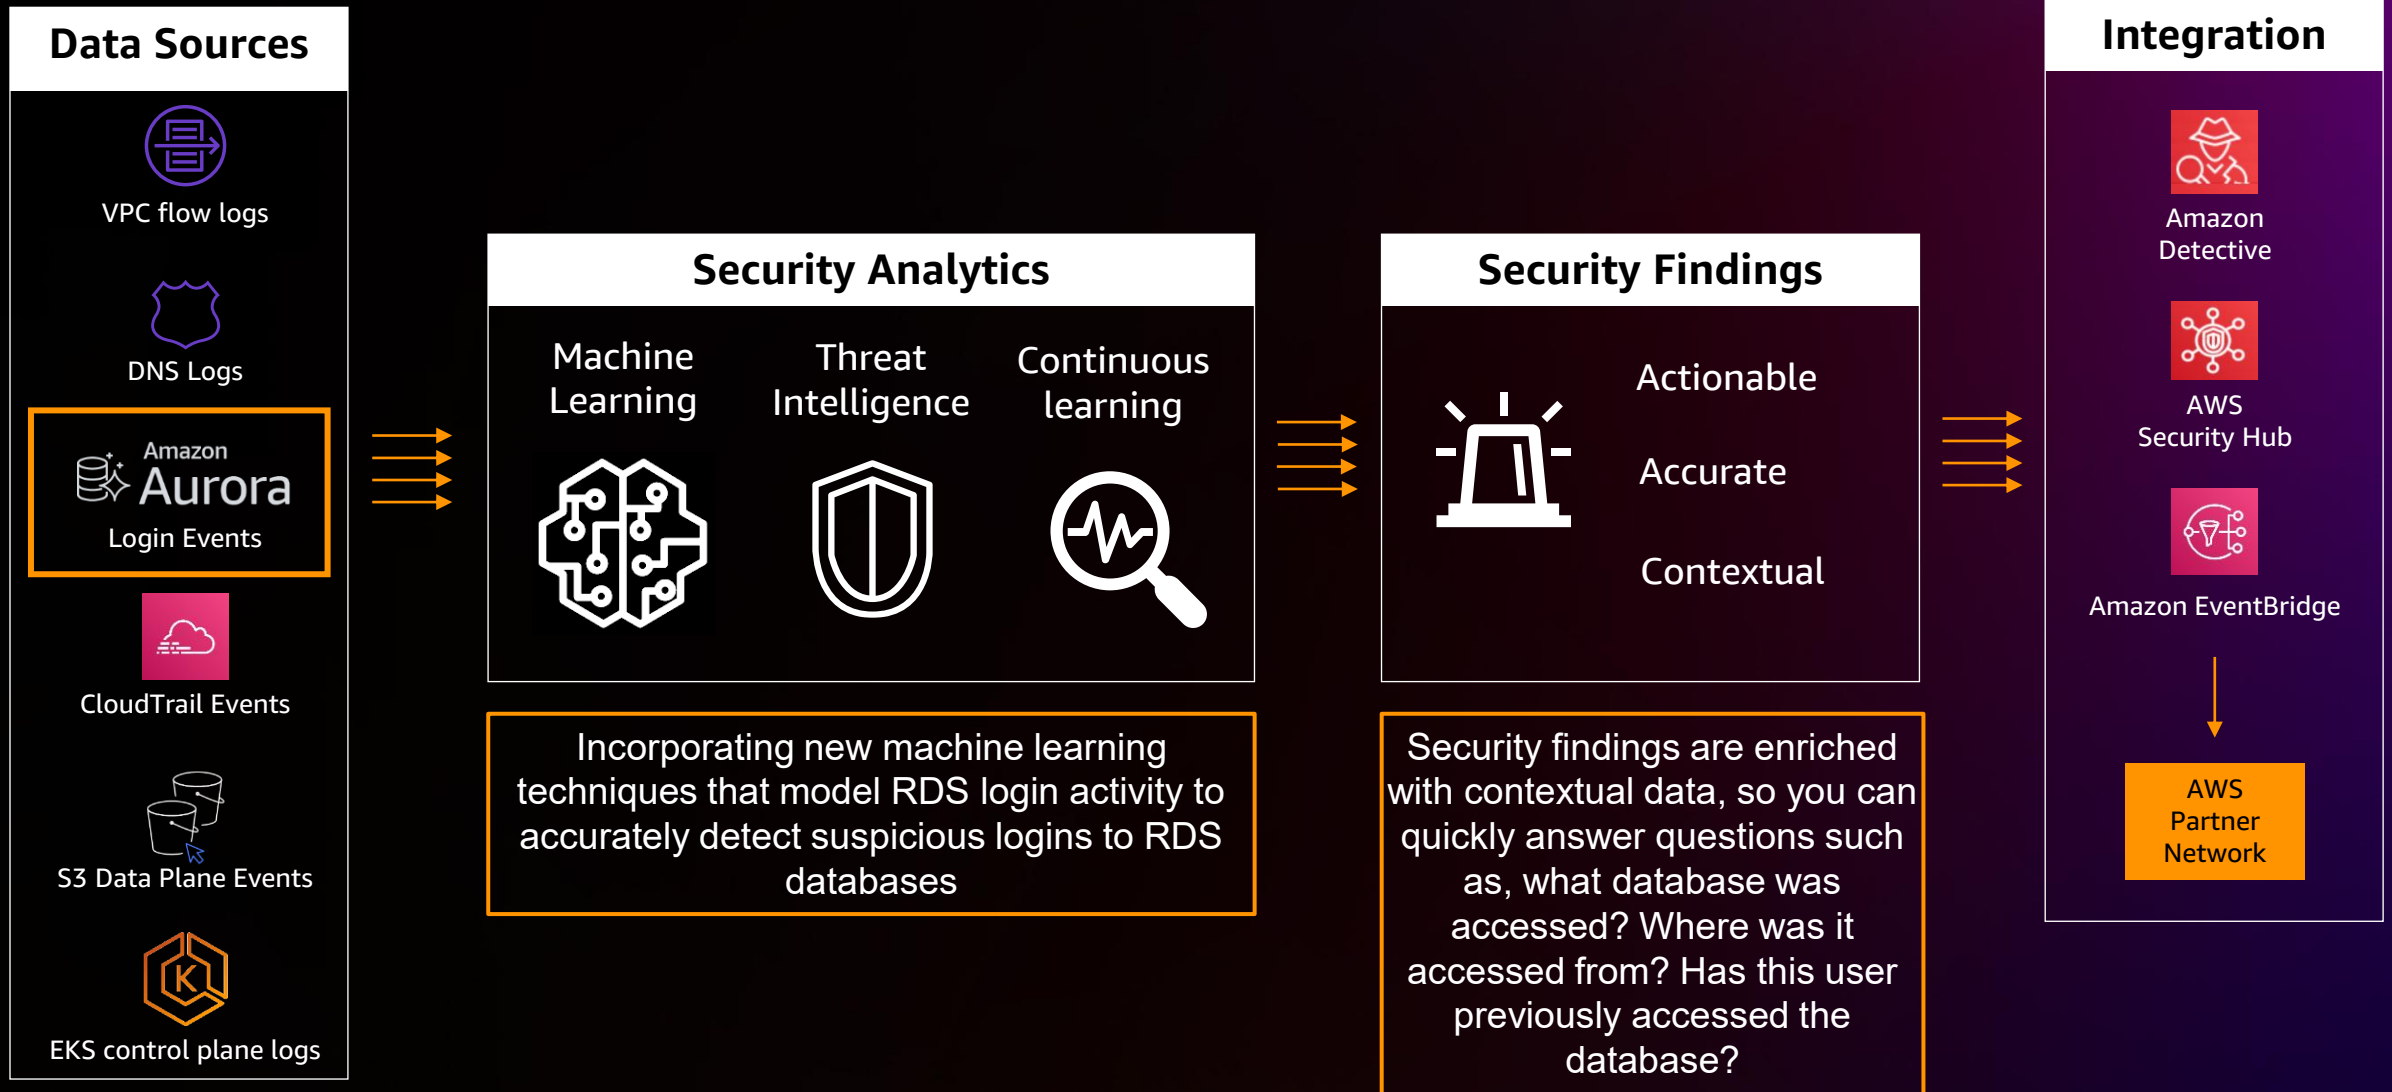 Data Sources
VPC flow logs
DNS Logs
Amazon
Aurora
Login Events
CloudTrail Events
S3 Data Plane Events
K
EKS control plane logs
Security Analytics
Machine
Learning
Threat
Intelligence
Continuous
learning
Incorporating new machine learning
techniques that model RDS login activity to
accurately detect suspicious logins to RDS
databases
Security Findings
Actionable
Accurate
Contextual
Security findings are enriched
with contextual data, so you can
quickly answer questions such
as, what database was
accessed? Where was it
accessed from? Has this user
previously accessed the
database?
Integration
Amazon
Detective
AWS
Security Hub
Amazon EventBridge
AWS
Partner
Network